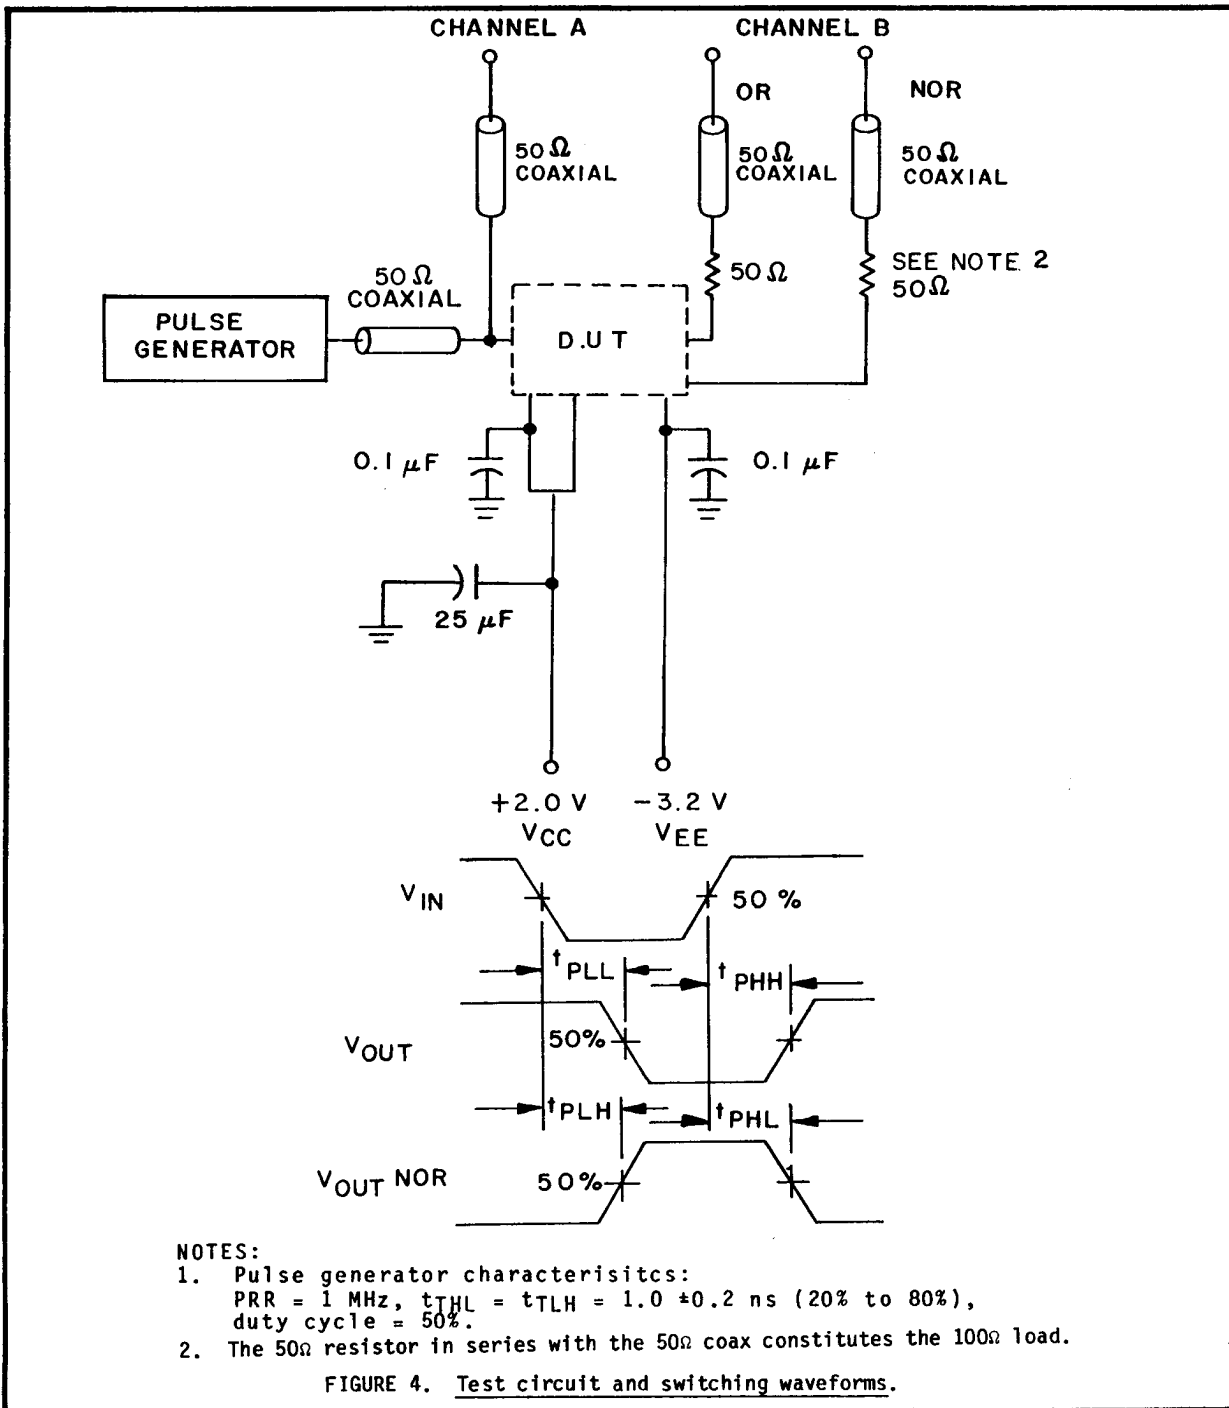 CHANNEL A
CHANNEL B
OR
NOR
50Ω
COAXIAL
50Ω
COAXIAL
50Ω
COAXIAL
50Ω
SEE NOTE 2
50Ω
50Ω
COAXIAL
PULSE
GENERATOR
D.U T
0.1 μF
0.1 μF
25 μF
+2.0 V
VCC
-3.2 V
VEE
VIN
50 %
tPLL
tPHH
VOUT
50%
tPLH
tPHL
VOUT NOR
50%
NOTES:
1. Pulse generator characterisitcs:
PRR = 1 MHz, tTHL = tTLH = 1.0 ±0.2 ns (20% to 80%),
duty cycle = 50%.
2. The 50Ω resistor in series with the 50Ω coax constitutes the 100Ω load.
FIGURE 4. Test circuit and switching waveforms.